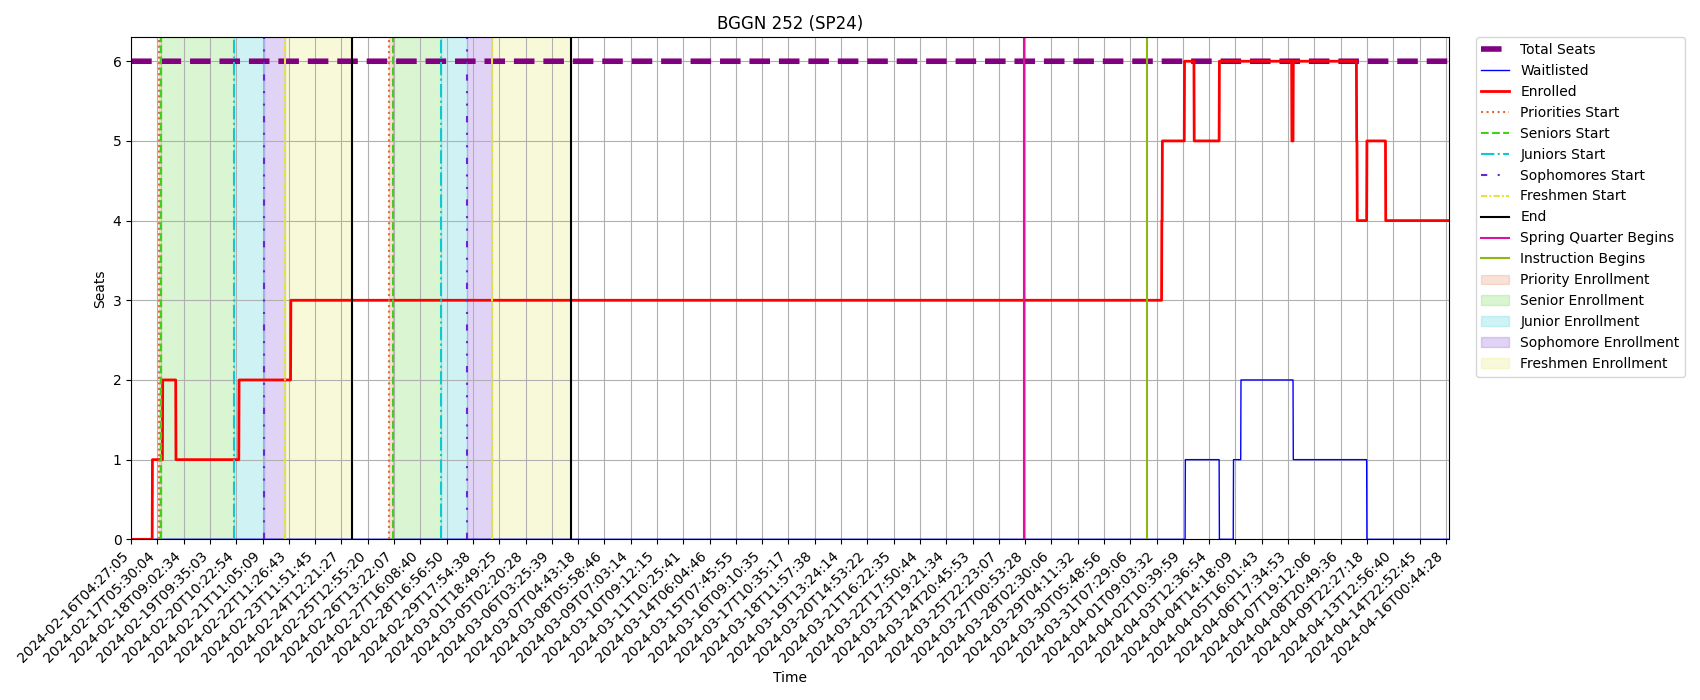 BGGN 252 (SP24)
Seats
6
5
4
3
2
1
0
2024-02-16T04:27:05
2024-02-17T05:30:04
2024-02-18T09:02:34
2024-02-19T09:35:03
2024-02-20T10:22:54
2024-02-21T11:05:09
2024-02-22T11:26:43
2024-02-23T11:51:45
2024-02-24T12:21:27
2024-02-25T12:55:20
2024-02-26T13:22:07
2024-02-27T16:08:40
2024-02-28T16:56:50
2024-02-29T17:54:38
2024-03-01T18:49:25
2024-03-05T02:20:28
2024-03-06T03:25:39
2024-03-07T04:43:18
2024-03-08T05:58:46
2024-03-09T07:03:14
2024-03-10T09:12:15
2024-03-11T10:25:41
2024-03-14T06:04:46
2024-03-15T07:45:55
2024-03-16T09:10:35
2024-03-17T10:35:17
2024-03-18T11:57:38
2024-03-19T13:24:14
2024-03-20T14:53:22
2024-03-21T16:22:35
2024-03-22T17:50:44
2024-03-23T19:21:34
2024-03-24T20:45:53
2024-03-25T22:23:07
2024-03-27T00:53:28
2024-03-28T02:30:06
2024-03-29T04:11:32
2024-03-30T05:48:56
2024-03-31T07:29:06
2024-04-01T09:03:32
2024-04-02T10:39:59
2024-04-03T12:36:54
2024-04-04T14:18:09
2024-04-05T16:01:43
2024-04-06T17:34:53
2024-04-07T19:12:06
2024-04-08T20:49:36
2024-04-09T22:27:18
2024-04-13T12:56:40
2024-04-14T22:52:45
2024-04-16T00:44:28
Time
Total Seats
Waitlisted
Enrolled
Priorities Start
Seniors Start
Juniors Start
Sophomores Start
Freshmen Start
End
Spring Quarter Begins
Instruction Begins
Priority Enrollment
Senior Enrollment
Junior Enrollment
Sophomore Enrollment
Freshmen Enrollment